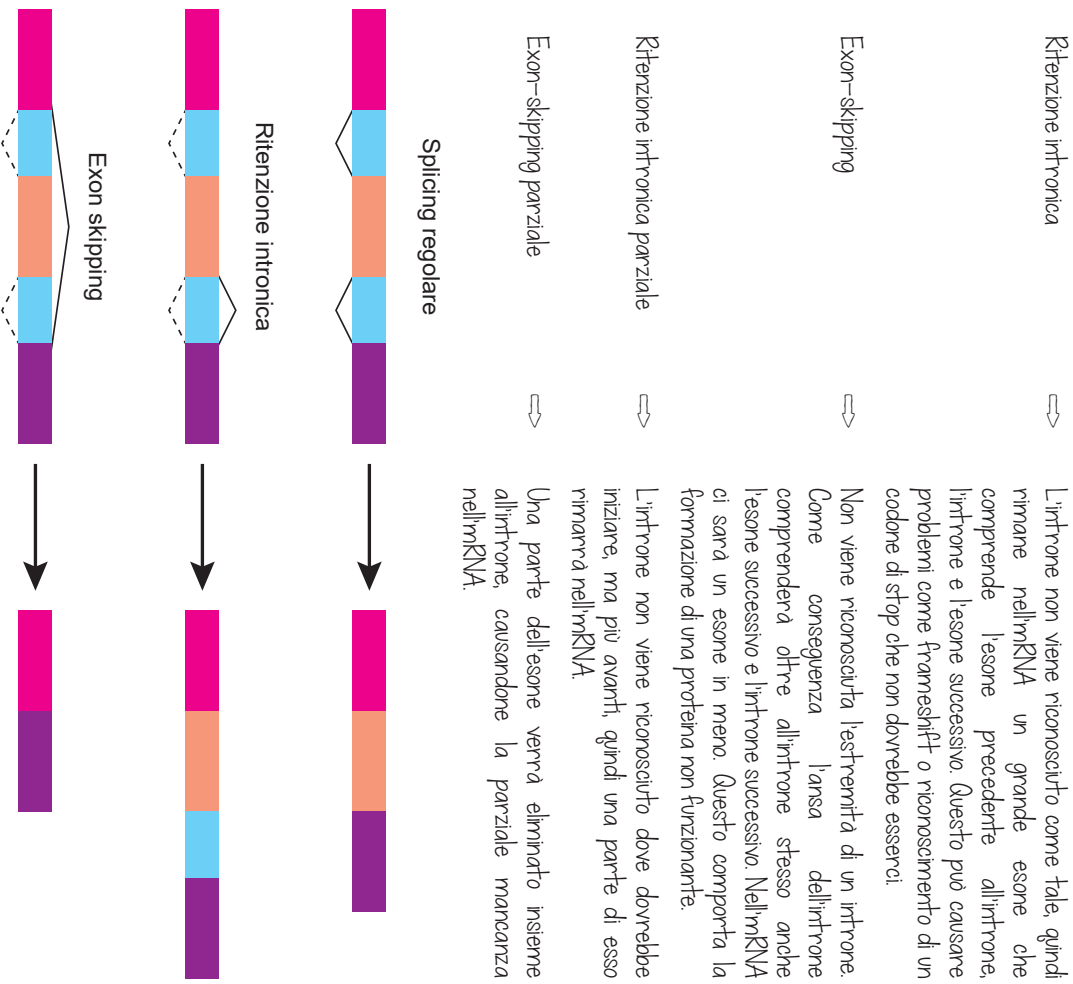 Ritenzione intronica
⇨
L'introne non viene riconosciuto come tale, quindi
rimane nell'mRNA un grande esone che
comprende l'esone precedente all'introne,
l'introne e l'esone successivo. Questo può causare
problemi come frameshift o riconoscimento di un
codone di stop che non dovrebbe esserci.
Exon-skipping
⇨
Non viene riconosciuta l'estremità di un introne.
Come conseguenza l'ansa dell'introne
comprenderà oltre all'introne stesso anche
l'esone successivo e l'introne successivo. Nell'mRNA
ci sarà un esone in meno. Questo comporta la
formazione di una proteina non funzionante.
Ritenzione intronica parziale
⇨
L'introne non viene riconosciuto dove dovrebbe
iniziare, ma più avanti, quindi una parte di esso
rimarrà nell'mRNA.
Exon-skipping parziale
⇨
Una parte dell'esone verrà eliminato insieme
all'introne, causandone la parziale mancanza
nell'mRNA.
Splicing regolare
Ritenzione intronica
Exon skipping